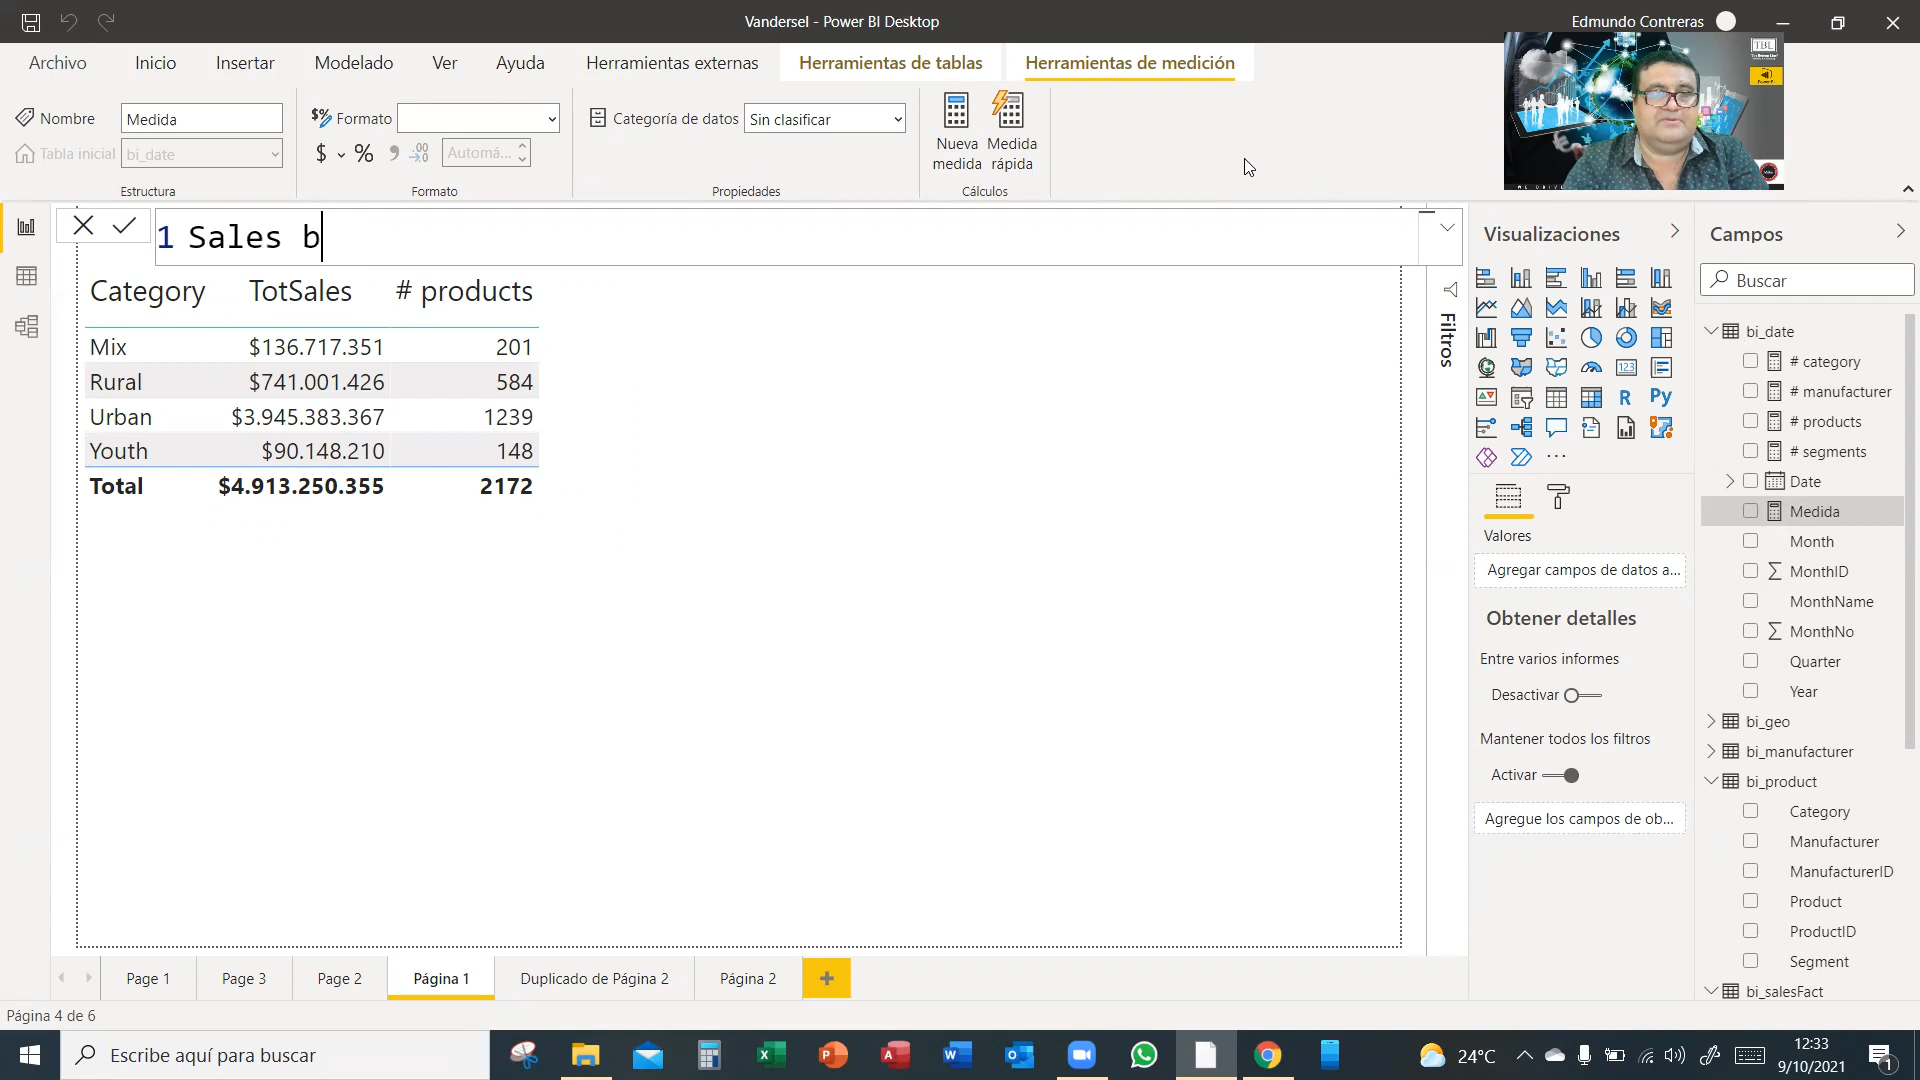 Vandersel - Power BI Desktop
Edmundo Contreras
Archivo
Inicio
Insertar
Modelado
Ver
Ayuda
Herramientas externas
Herramientas de tablas
Herramientas de medición
Nombre
Medida
Tabla inicial
bi_date
Estructura
Formato
$ %
Automá...
Formato
Categoría de datos
Sin clasificar
Propiedades
Nueva medida
Medida rápida
Cálculos
TBL
1 Sales b
Category TotSales # products
Mix $136.717.351 201
Rural $741.001.426 584
Urban $3.945.383.367 1239
Youth $90.148.210 148
Total $4.913.250.355 2172
Filtros
Visualizaciones
123
R
Py
Valores
Agregar campos de datos a...
Obtener detalles
Entre varios informes
Desactivar
Mantener todos los filtros
Activar
Agregue los campos de ob...
Campos
Buscar
bi_date
# category
# manufacturer
# products
# segments
Date
Medida
Month
MonthID
MonthName
MonthNo
Quarter
Year
bi_geo
bi_manufacturer
bi_product
Category
Manufacturer
ManufacturerID
Product
ProductID
Segment
bi_salesFact
Page 1
Page 3
Page 2
Página 1
Duplicado de Página 2
Página 2
+
Página 4 de 6
Escribe aquí para buscar
24°C
12:33
9/10/2021
1